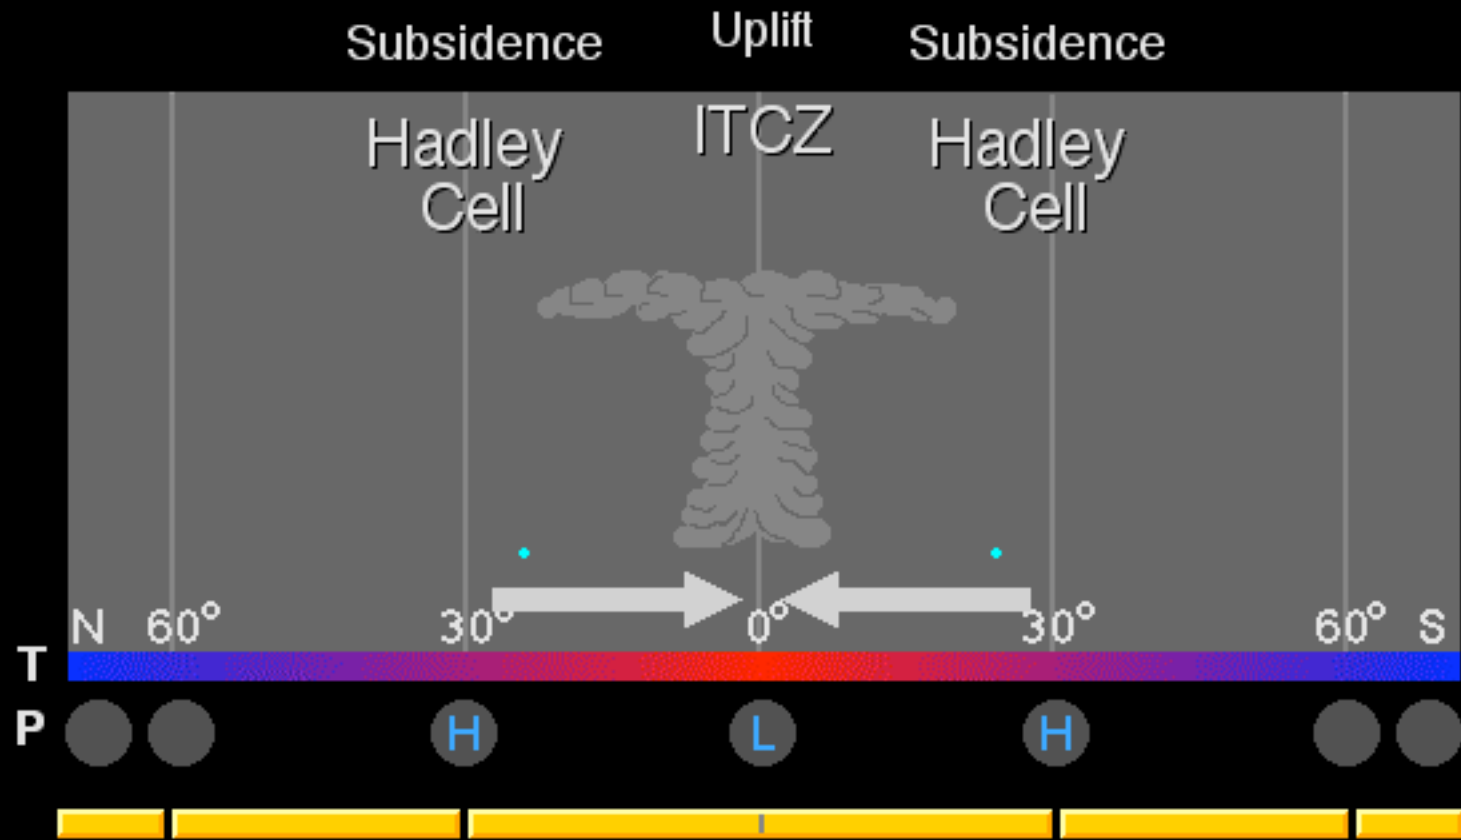 Subsidence Uplift Subsidence
Hadley Cell ITCZ Hadley Cell
N 60° 30° 0° 30° 60° S
T
P H L H